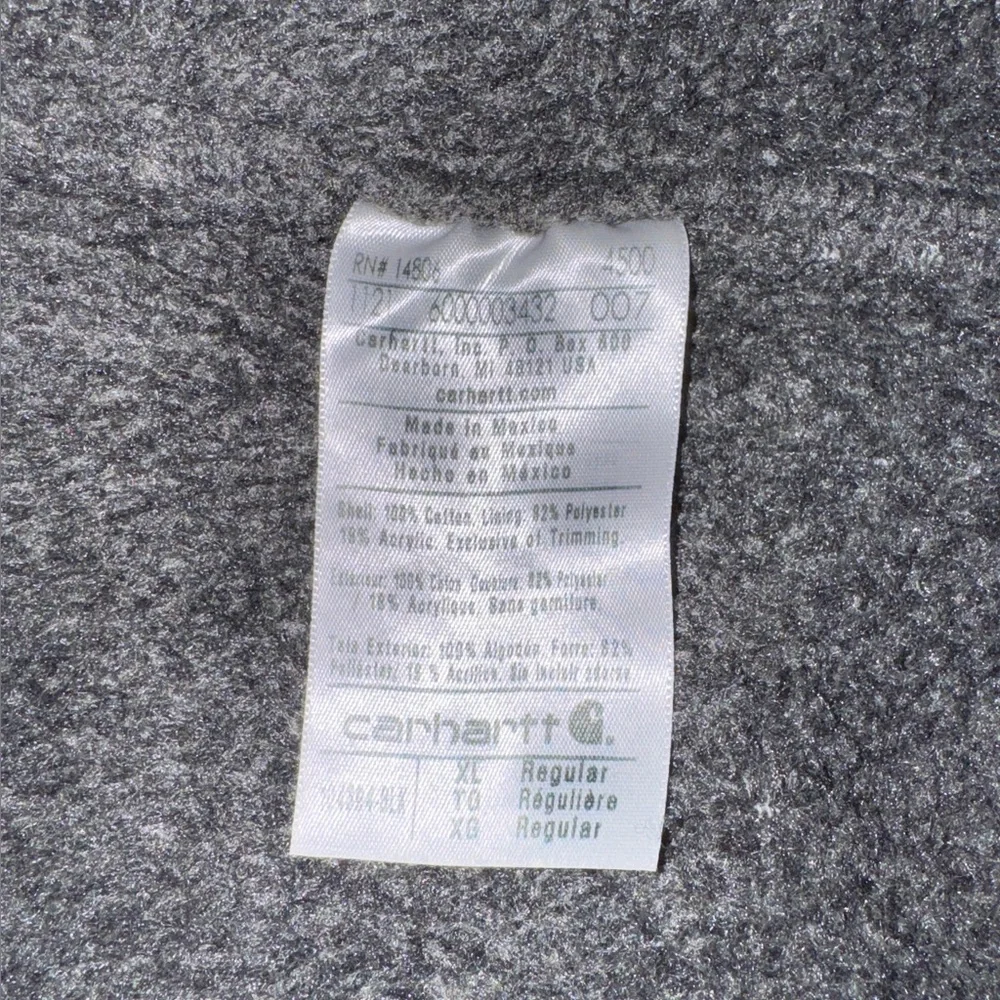 RN# 14806 4500
1121 6000003432 007
Carhartt, Inc. P. O. Box 600
Dearborn, MI 48121 USA
carhartt.com
Made in Mexico
Fabriqué au Mexique
Hecho en México
Shell: 100% Cotton. Lining: 82% Polyester
18% Acrylic. Exclusive of Trimming.
Exterieur: 100% Coton. Doublure: 82% Polyester
/ 18% Acrylique. Sans garniture.
Tela Exterior: 100% Algodón. Forro: 82%
Poliéster, 18 % Acrílico. Sin incluir adorno.
carhartt
XL Regular
TG Régulière
XG Regular